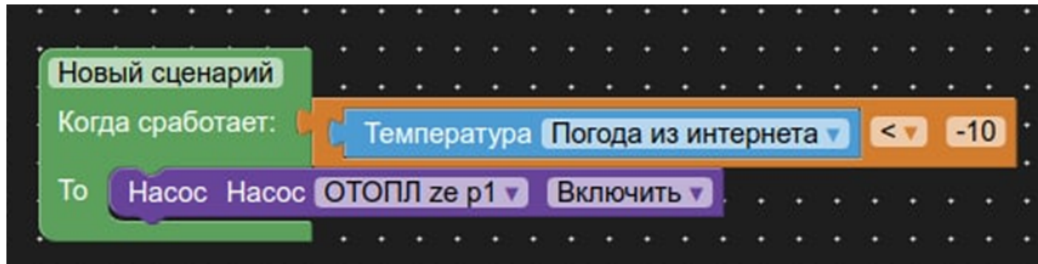 Новый сценарий
Когда сработает: Температура Погода из интернета < -10
То Насос Насос ОТОПЛ ze p1 Включить